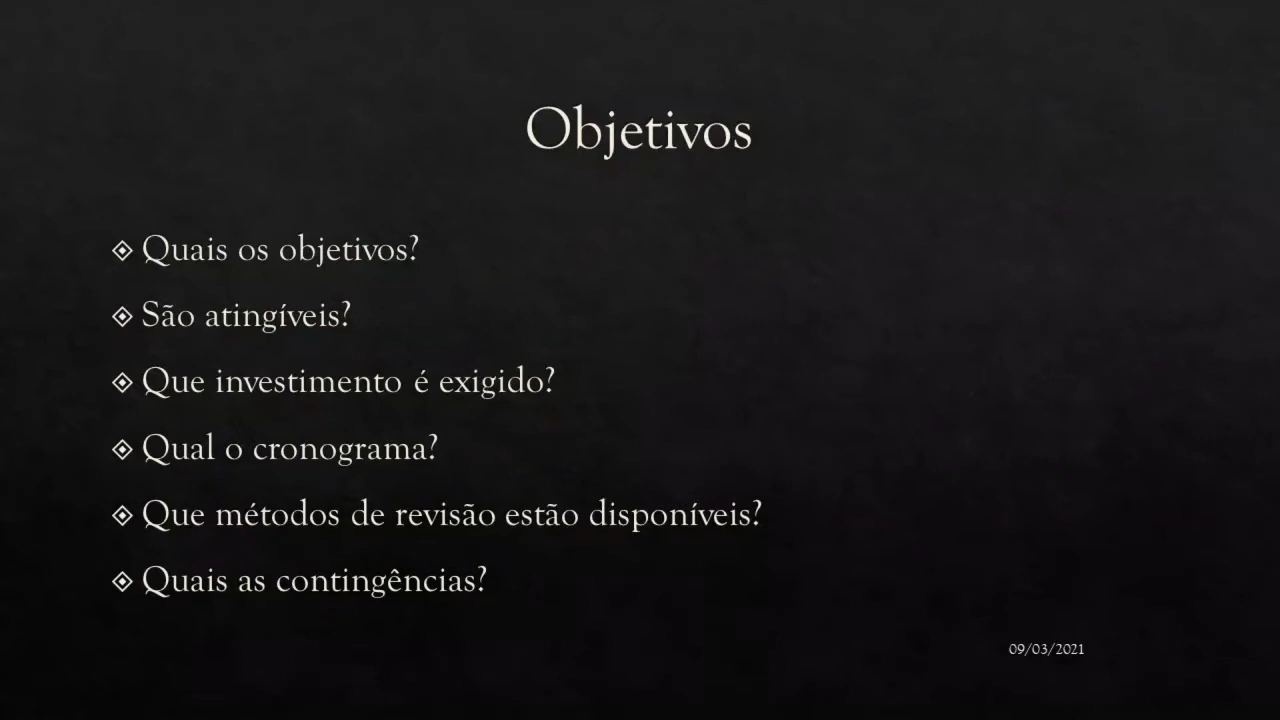 Objetivos
Quais os objetivos?
São atingíveis?
Que investimento é exigido?
Qual o cronograma?
Que métodos de revisão estão disponíveis?
Quais as contingências?
09/03/2021